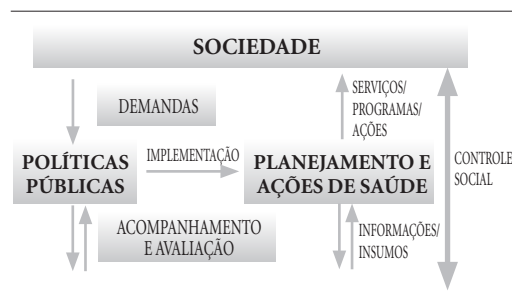 SOCIEDADE
DEMANDAS
SERVIÇOS/
PROGRAMAS/
AÇÕES
POLÍTICAS
PÚBLICAS
IMPLEMENTAÇÃO
PLANEJAMENTO E
AÇÕES DE SAÚDE
CONTROLE
SOCIAL
ACOMPANHAMENTO
E AVALIAÇÃO
INFORMAÇÕES/
INSUMOS